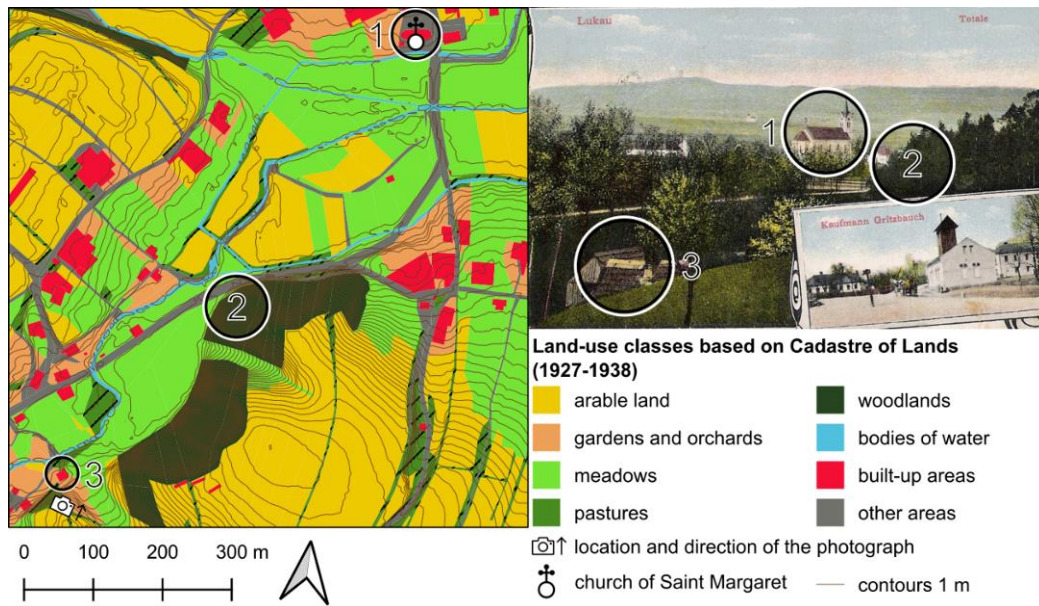 1
2
3
Lukau
Totale
1
2
3
Kaufmann Gritzbauch
Land-use classes based on Cadastre of Lands
(1927-1938)
arable land
woodlands
gardens and orchards
bodies of water
meadows
built-up areas
pastures
other areas
location and direction of the photograph
church of Saint Margaret
contours 1 m
0 100 200 300 m